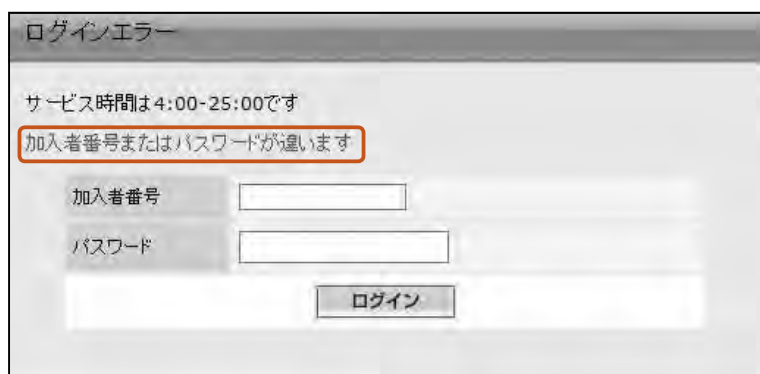 ログインエラー
サービス時間は4:00-25:00です
加入者番号またはパスワードが違います
加入者番号
パスワード
ログイン